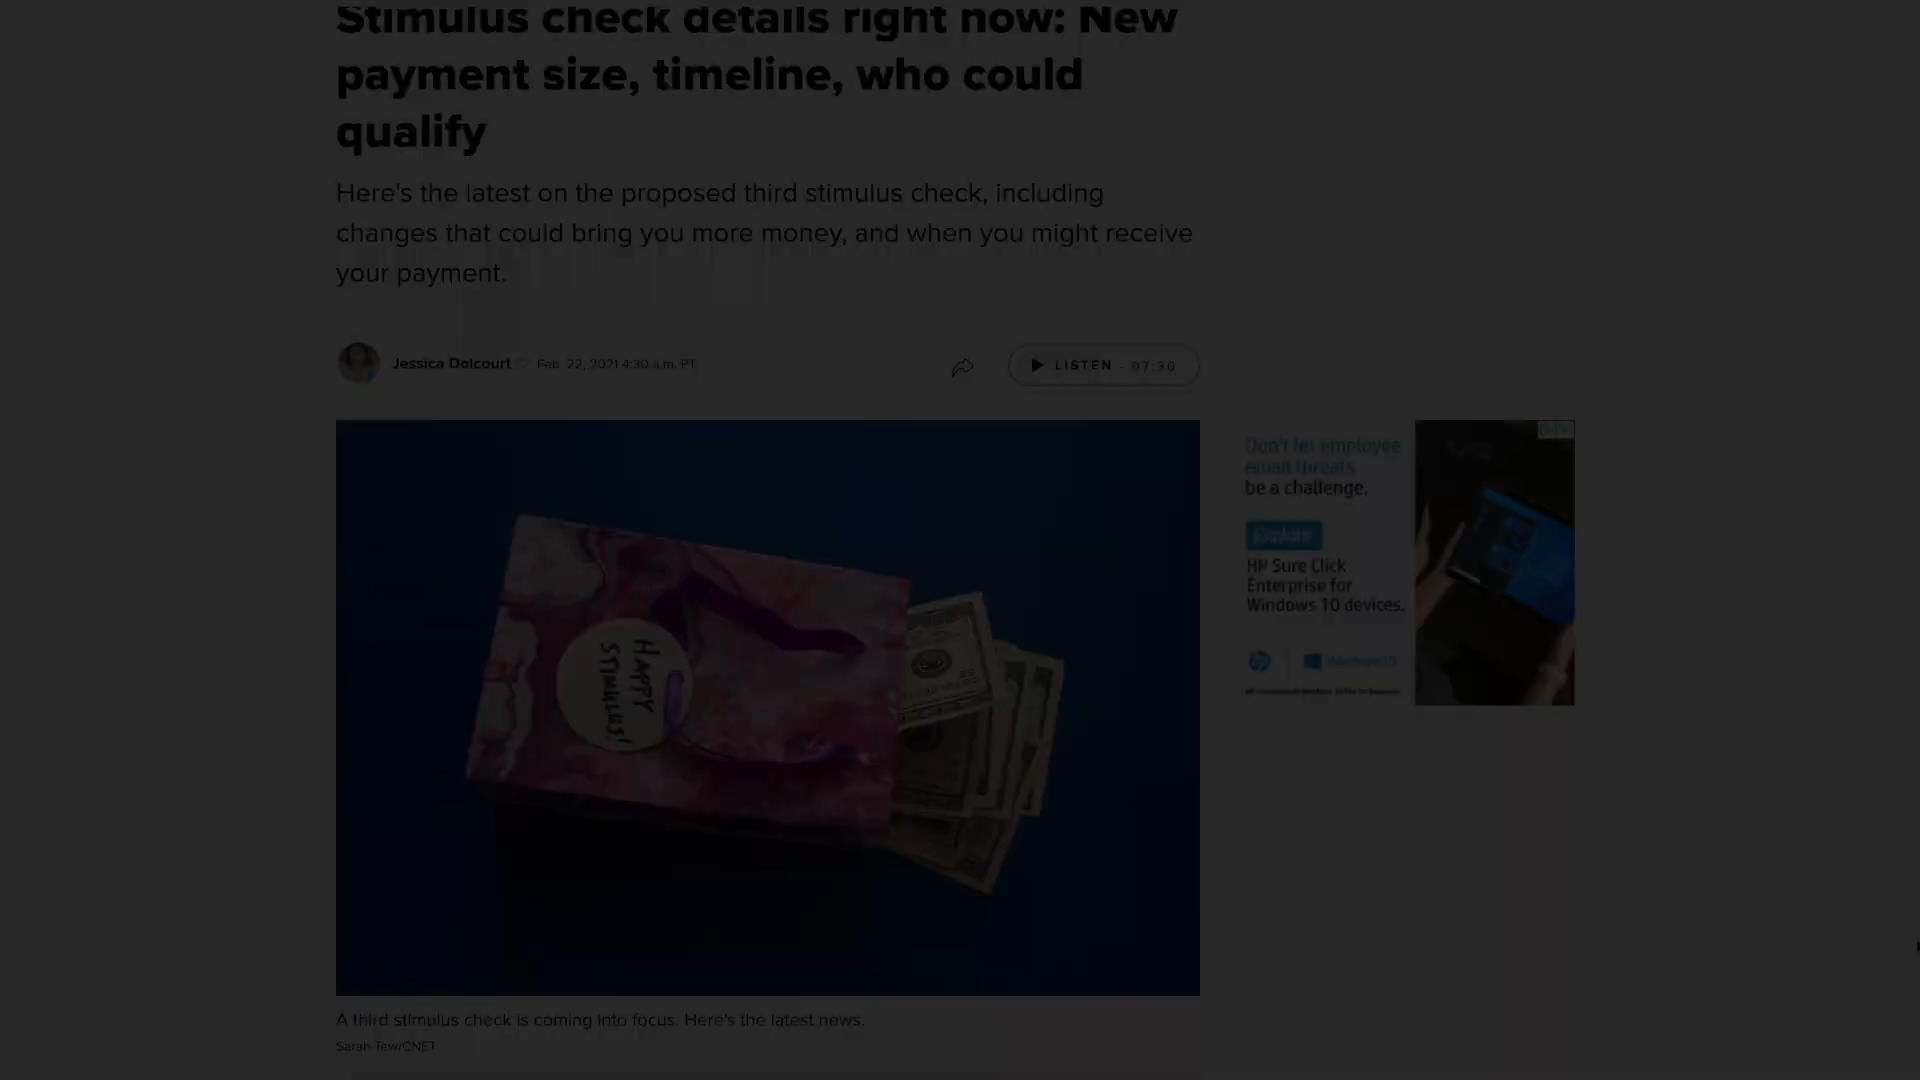 Stimulus check details right now: New
payment size, timeline, who could
qualify
Here's the latest on the proposed third stimulus check, including
changes that could bring you more money, and when you might receive
your payment.
Jessica Dolcourt
Feb. 22, 2021 4:30 a.m. PT
LISTEN - 07:30
Don't let employee
email threats
be a challenge.
Explore
HP Sure Click
Enterprise for
Windows 10 devices.
hp
Windows 10
HAPPY
STIMULUS!
A third stimulus check is coming into focus. Here's the latest news.
Sarah Tew/CNET